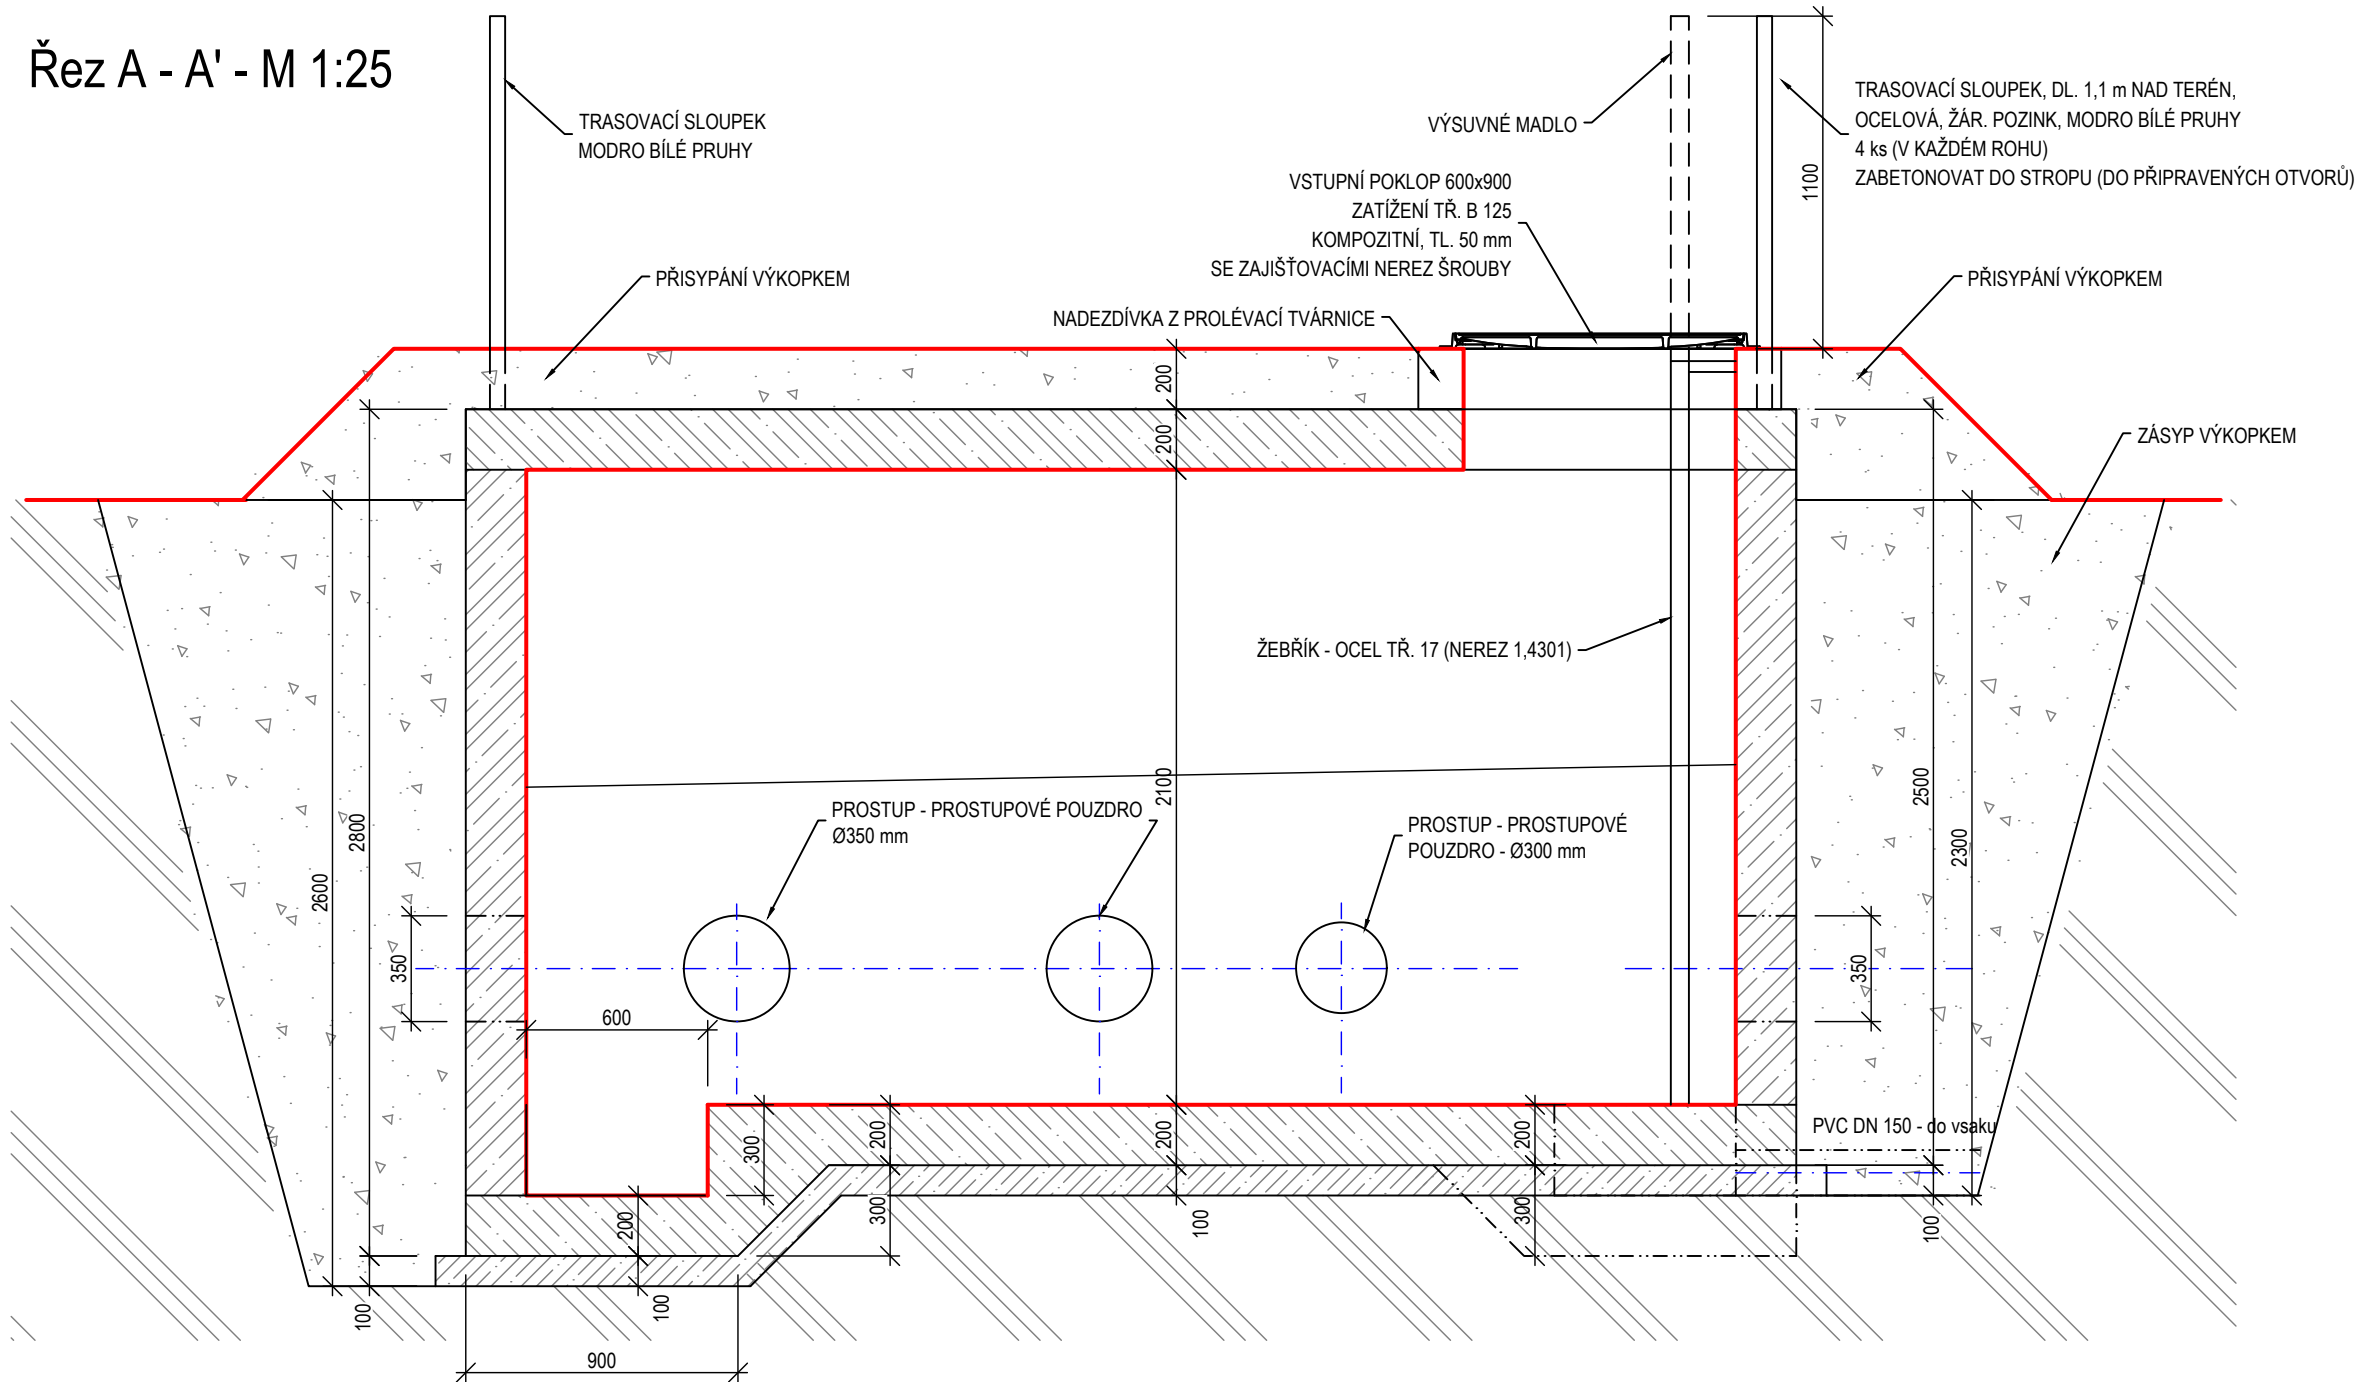 Řez A - A' - M 1:25
TRASOVACÍ SLOUPEK
MODRO BÍLÉ PRUHY
VÝSUVNÉ MADLO
TRASOVACÍ SLOUPEK, DL. 1,1 m NAD TERÉN,
OCELOVÁ, ŽÁR. POZINK, MODRO BÍLÉ PRUHY
4 ks (V KAŽDÉM ROHU)
ZABETONOVAT DO STROPU (DO PŘIPRAVENÝCH OTVORŮ)
1100
VSTUPNÍ POKLOP 600x900
ZATÍŽENÍ TŘ. B 125
KOMPOZITNÍ, TL. 50 mm
SE ZAJIŠŤOVACÍMI NEREZ ŠROUBY
PŘISYPÁNÍ VÝKOPKEM
PŘISYPÁNÍ VÝKOPKEM
NADEZDÍVKA Z PROLÉVACÍ TVÁRNICE
200
200
ZÁSYP VÝKOPKEM
ŽEBŘÍK - OCEL TŘ. 17 (NEREZ 1,4301)
2100
2500
2300
2800
2600
PROSTUP - PROSTUPOVÉ POUZDRO
Ø350 mm
PROSTUP - PROSTUPOVÉ
POUZDRO - Ø300 mm
350
350
600
300
200
200
200
PVC DN 150 - do vsaku
200
300
100
300
100
100
100
900